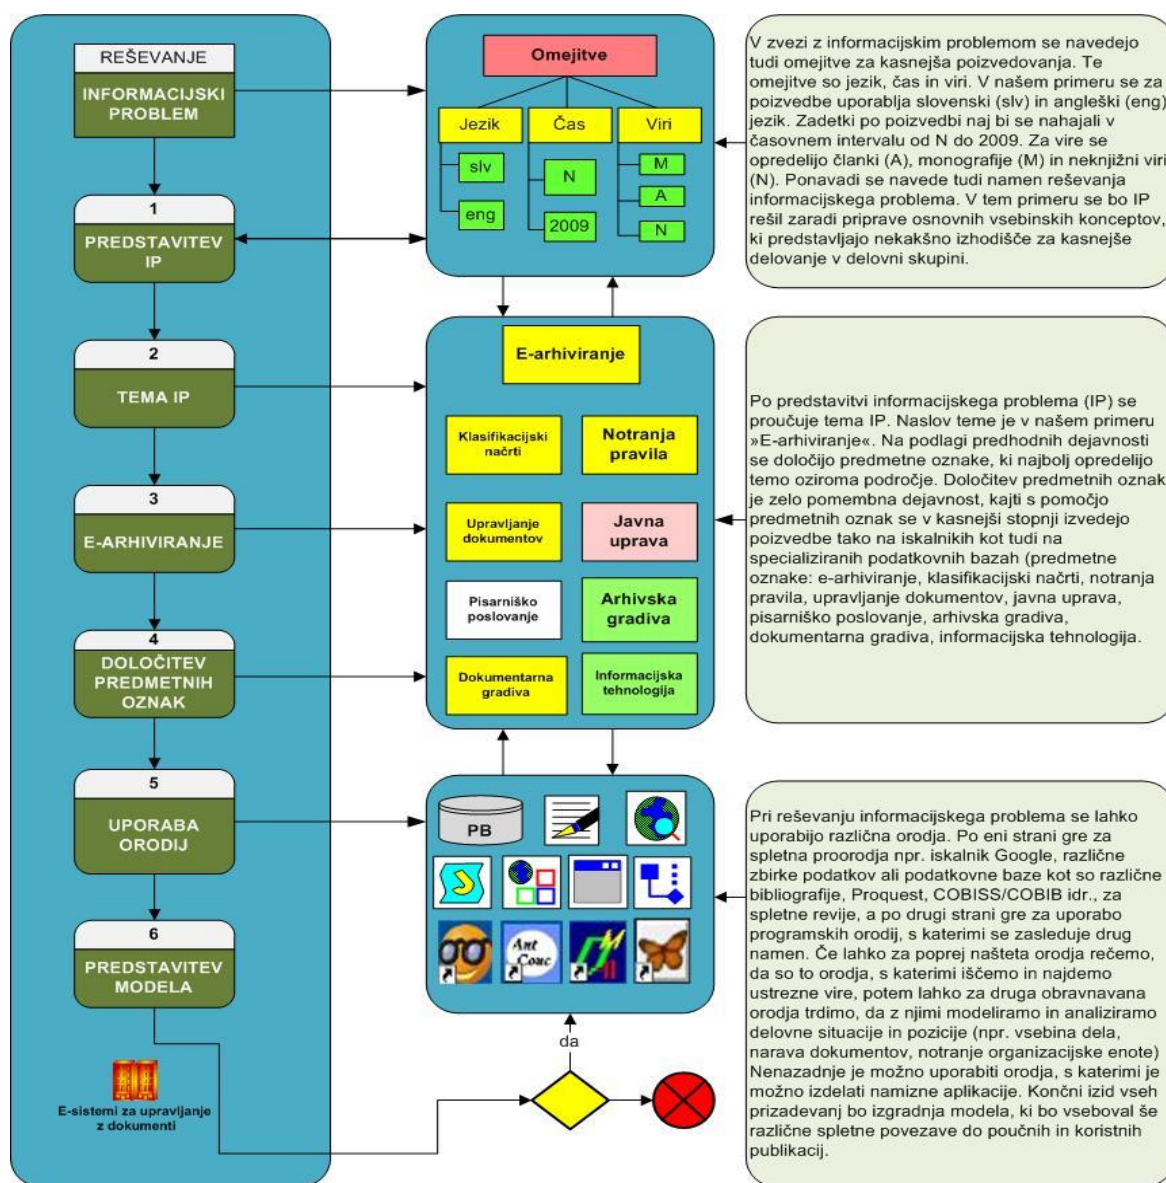 REŠEVANJE
INFORMACIJSKI
PROBLEM
1
PREDSTAVITEV
IP
2
TEMA IP
3
E-ARHIVIRANJE
4
DOLOČITEV
PREDMETNIH
OZNAK
5
UPORABA
ORODIJ
6
PREDSTAVITEV
MODELA
E-sistemi za upravljanje
z dokumenti
Omejitve
Jezik
Čas
Viri
slv
eng
N
2009
M
A
N
E-arhiviranje
Klasifikacijski
načrti
Notranja
pravila
Upravljanje
dokumentov
Javna
uprava
Pisarniško
poslovanje
Arhivska
gradiva
Dokumentarna
gradiva
Informacijska
tehnologija
PB
Ant
Conc
da
V zvezi z informacijskim problemom se navedejo
tudi omejitve za kasnejša poizvedovanja. Te
omejitve so jezik, čas in viri. V našem primeru se za
poizvedbe uporablja slovenski (slv) in angleški (eng)
jezik. Zadetki po poizvedbi naj bi se nahajali v
časovnem intervalu od N do 2009. Za vire se
opredelijo članki (A), monografije (M) in neknjižni viri
(N). Ponavadi se navede tudi namen reševanja
informacijskega problema. V tem primeru se bo IP
rešil zaradi priprave osnovnih vsebinskih konceptov,
ki predstavljajo nekakšno izhodišče za kasnejše
delovanje v delovni skupini.
Po predstavitvi informacijskega problema (IP) se
proučuje tema IP. Naslov teme je v našem primeru
»E-arhiviranje«. Na podlagi predhodnih dejavnosti
se določijo predmetne oznake, ki najbolj opredelijo
temo oziroma področje. Določitev predmetnih oznak
je zelo pomembna dejavnost, kajti s pomočjo
predmetnih oznak se v kasnejši stopnji izvedejo
poizvedbe tako na iskalnikih kot tudi na
specializiranih podatkovnih bazah (predmetne
oznake: e-arhiviranje, klasifikacijski načrti, notranja
pravila, upravljanje dokumentov, javna uprava,
pisarniško poslovanje, arhivska gradiva,
dokumentarna gradiva, informacijska tehnologija.
Pri reševanju informacijskega problema se lahko
uporabijo različna orodja. Po eni strani gre za
spletna proorodja npr. iskalnik Google, različne
zbirke podatkov ali podatkovne baze kot so različne
bibliografije, Proquest, COBISS/COBIB idr., za
spletne revije, a po drugi strani gre za uporabo
programskih orodij, s katerimi se zasleduje drug
namen. Če lahko za poprej našteta orodja rečemo,
da so to orodja, s katerimi iščemo in najdemo
ustrezne vire, potem lahko za druga obravnavana
orodja trdimo, da z njimi modeliramo in analiziramo
delovne situacije in pozicije (npr. vsebina dela,
narava dokumentov, notranje organizacijske enote)
Nenazadnje je možno uporabiti orodja, s katerimi je
možno izdelati namizne aplikacije. Končni izid vseh
prizadevanj bo izgradnja modela, ki bo vseboval še
različne spletne povezave do poučnih in koristnih
publikacij.